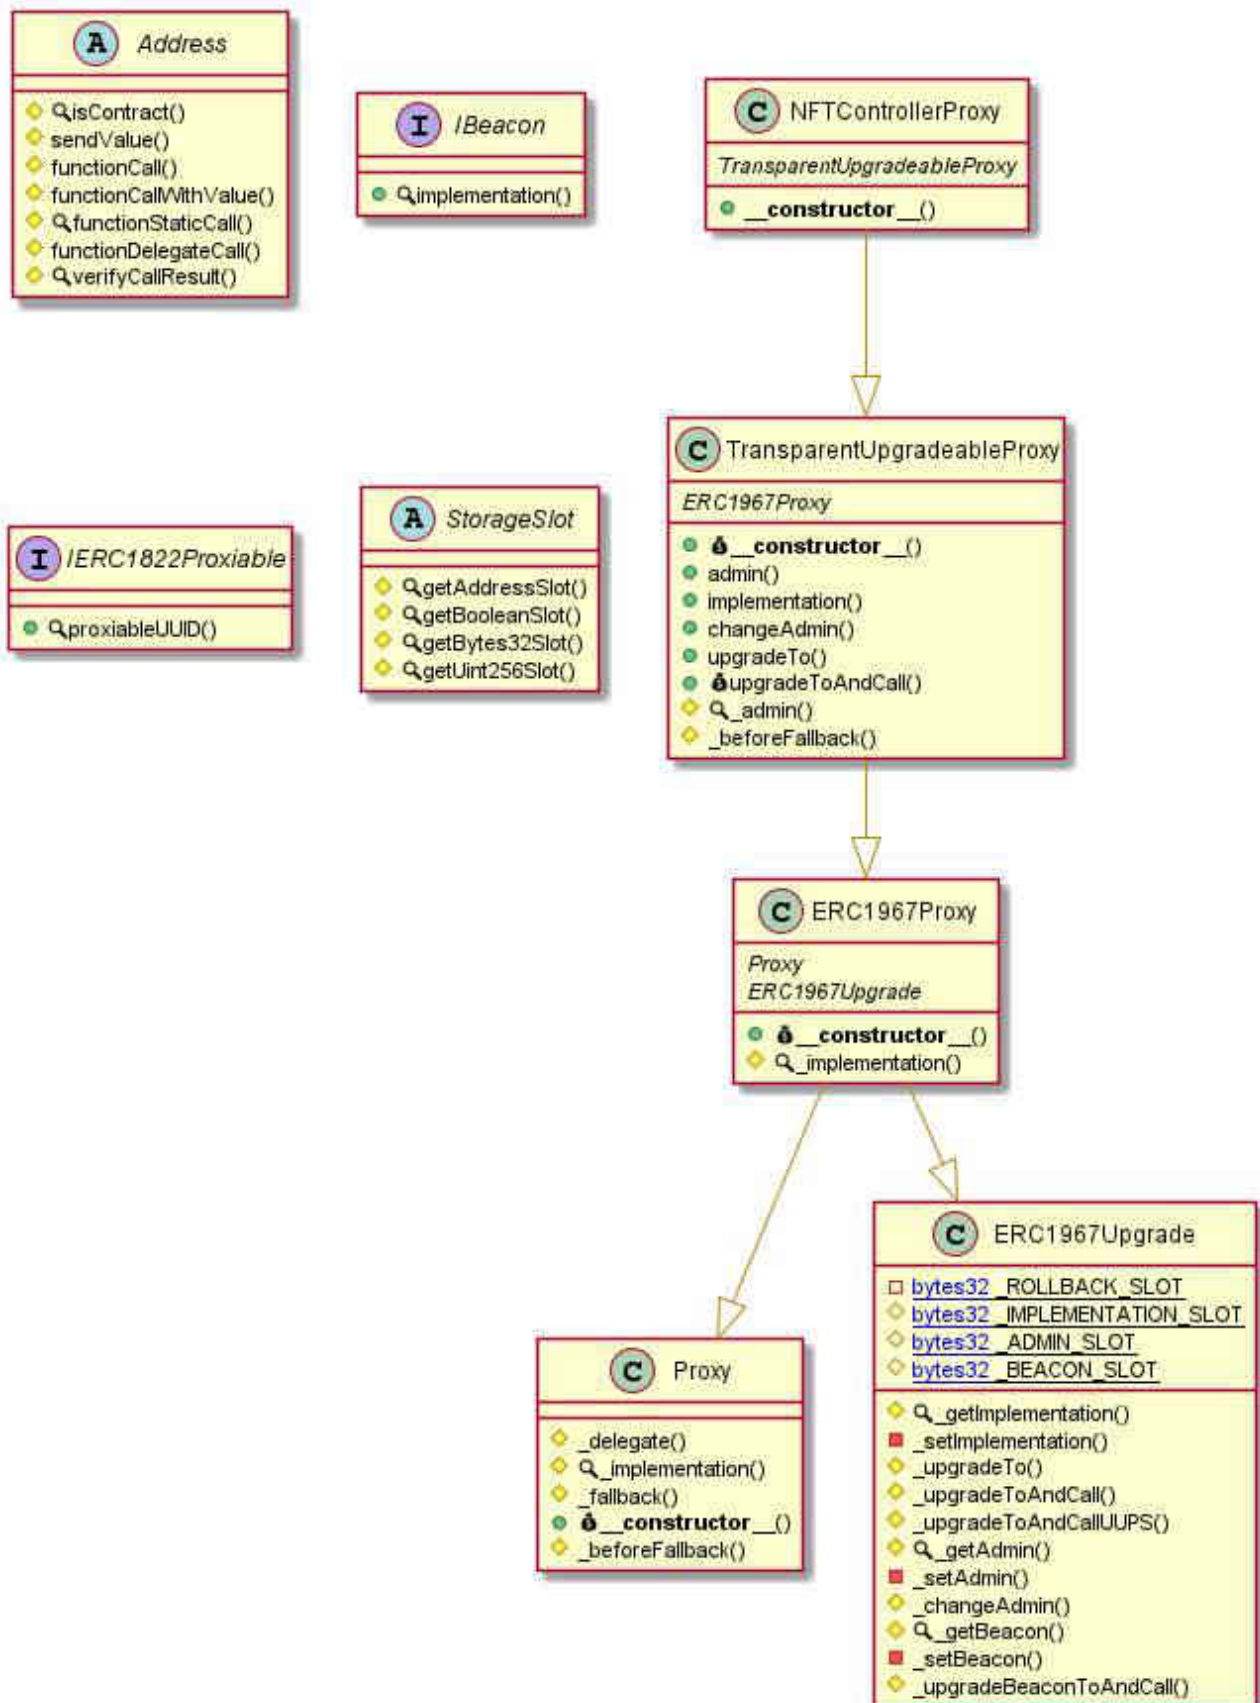 A Address
isContract()
sendValue()
functionCall()
functionCallWithValue()
functionStaticCall()
functionDelegateCall()
verifyCallResult()
I IBeacon
implementation()
C NFTControllerProxy
TransparentUpgradeableProxy
__constructor__()
C TransparentUpgradeableProxy
ERC1967Proxy
__constructor__()
admin()
implementation()
changeAdmin()
upgradeTo()
upgradeToAndCall()
_admin()
_beforeFallback()
I IERC1822Proxiable
proxiableUUID()
A StorageSlot
getAddressSlot()
getBooleanSlot()
getBytes32Slot()
getUint256Slot()
C ERC1967Proxy
Proxy
ERC1967Upgrade
__constructor__()
_implementation()
C Proxy
_delegate()
_implementation()
_fallback()
__constructor__()
_beforeFallback()
C ERC1967Upgrade
bytes32 _ROLLBACK_SLOT
bytes32 _IMPLEMENTATION_SLOT
bytes32 _ADMIN_SLOT
bytes32 _BEACON_SLOT
_getImplementation()
_setImplementation()
_upgradeTo()
_upgradeToAndCall()
_upgradeToAndCallUUPS()
_getAdmin()
_setAdmin()
_changeAdmin()
_getBeacon()
_setBeacon()
_upgradeBeaconToAndCall()